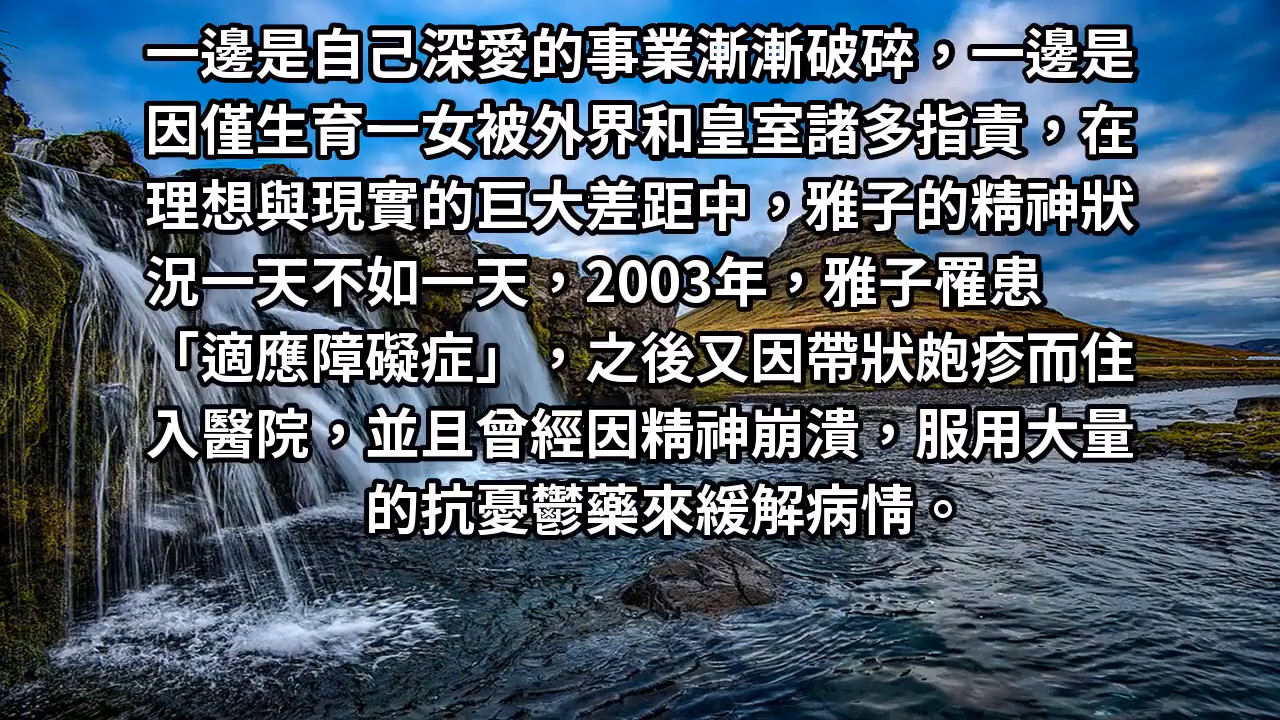 一邊是自己深愛的事業漸漸破碎，一邊是
因僅生育一女被外界和皇室諸多指責，在
理想與現實的巨大差距中，雅子的精神狀
況一天不如一天，2003年，雅子罹患
「適應障礙症」，之後又因帶狀皰疹而住
入醫院，並且曾經因精神崩潰，服用大量
的抗憂鬱藥來緩解病情。